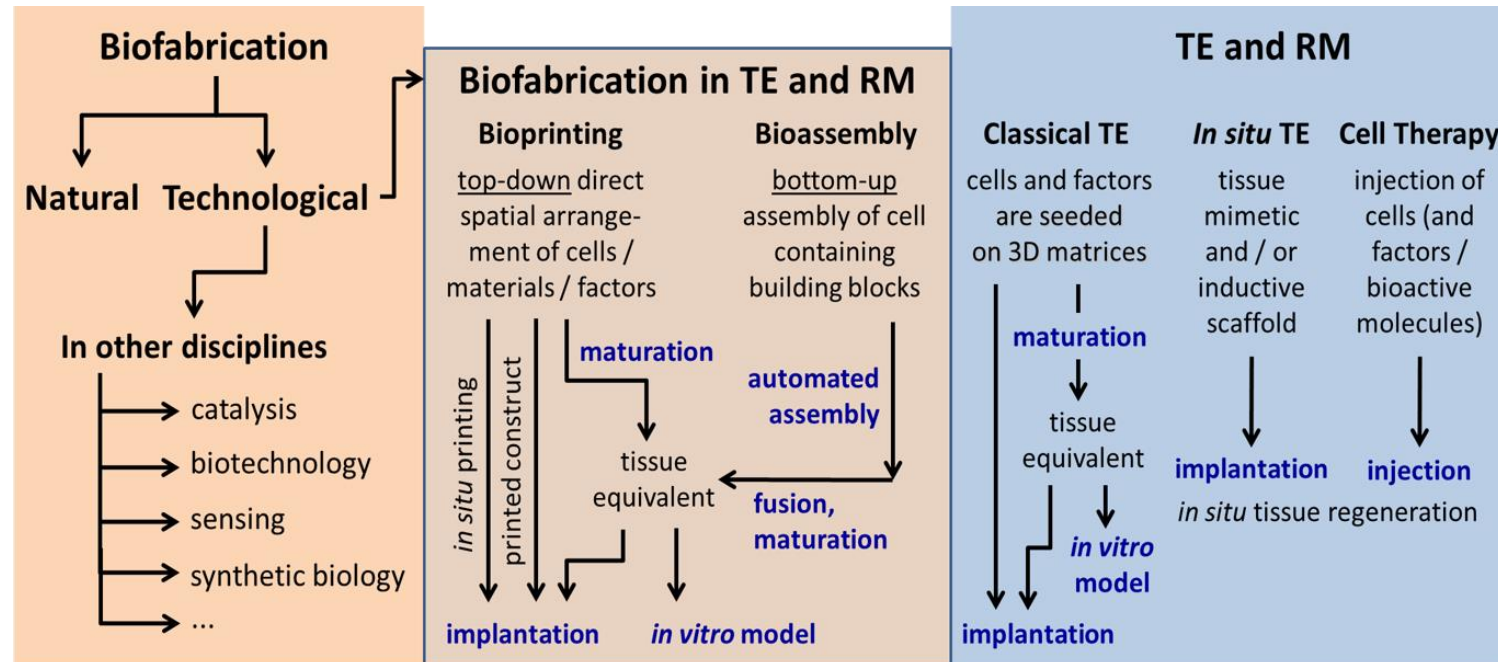 Biofabrication
Natural
Technological
In other disciplines
catalysis
biotechnology
sensing
synthetic biology
...
Biofabrication in TE and RM
Bioprinting
top-down direct
spatial arrange-
ment of cells /
materials / factors
in situ printing
printed construct
maturation
tissue
equivalent
implantation
in vitro model
Bioassembly
bottom-up
assembly of cell
containing
building blocks
automated
assembly
fusion,
maturation
TE and RM
Classical TE
cells and factors
are seeded
on 3D matrices
maturation
tissue
equivalent
in vitro
model
implantation
In situ TE
tissue
mimetic
and / or
inductive
scaffold
implantation
Cell Therapy
injection of
cells (and
factors /
bioactive
molecules)
injection
in situ tissue regeneration